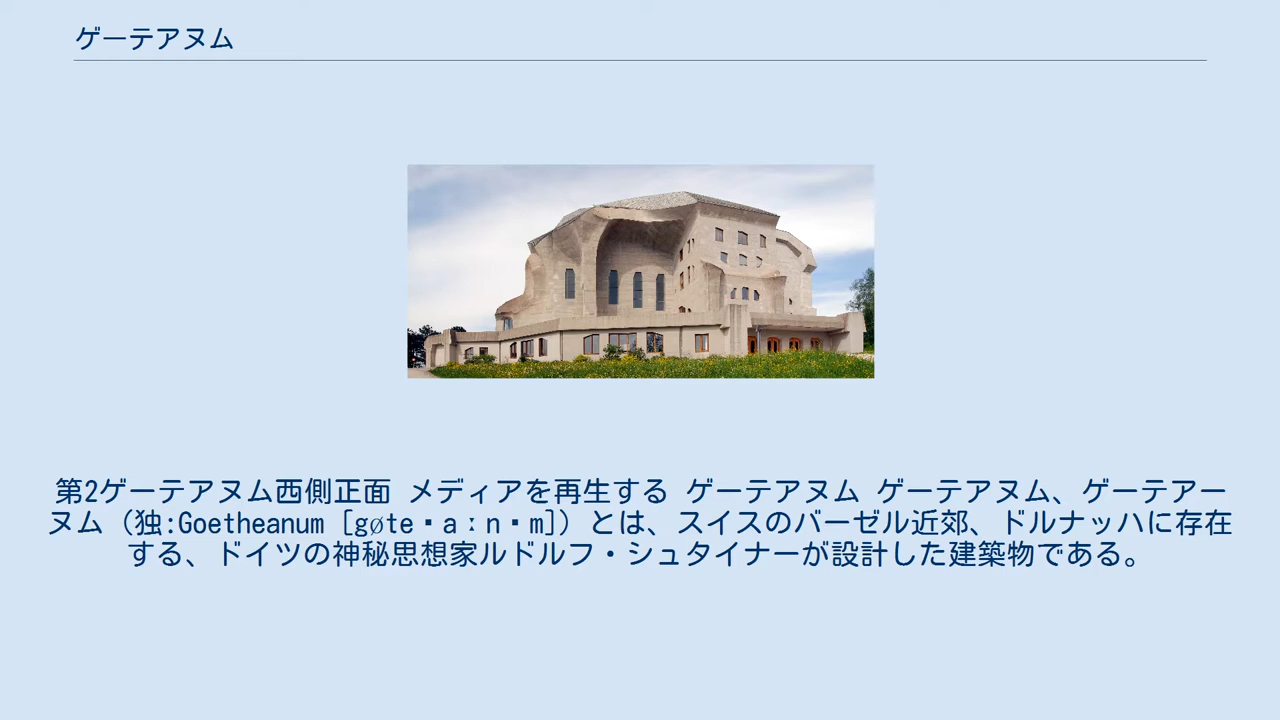 ゲーテアヌム
第2ゲーテアヌム西側正面 メディアを再生する ゲーテアヌム ゲーテアヌム、ゲーテアー
ヌム（独:Goetheanum [gøte▪a︰n▪m]）とは、スイスのバーゼル近郊、ドルナッハに存在
する、ドイツの神秘思想家ルドルフ・シュタイナーが設計した建築物である。